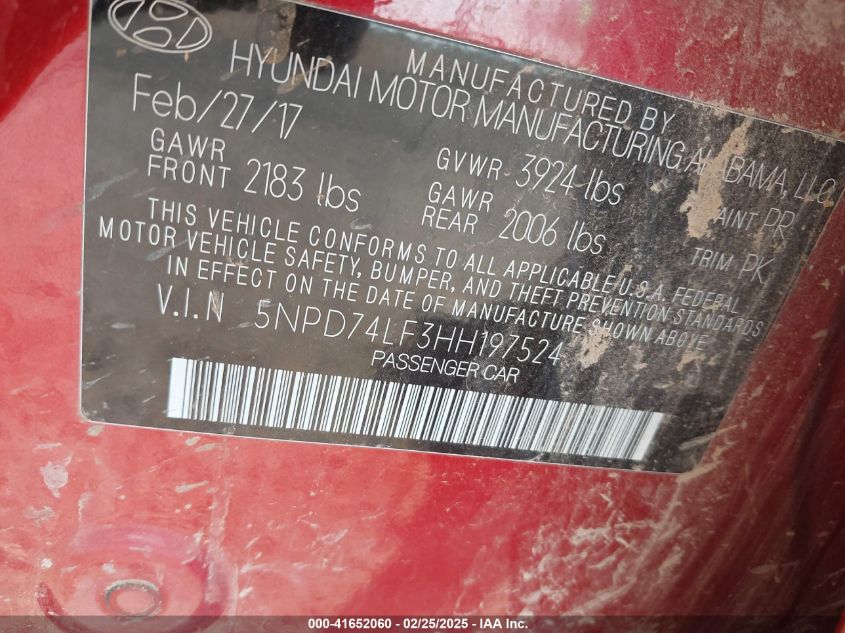 MANUFACTURED BY
HYUNDAI MOTOR MANUFACTURING ALABAMA, LLC
Feb/27/17
GVWR 3924 lbs
GAWR FRONT 2183 lbs
GAWR REAR 2006 lbs
AINT PR
TRIM PK
THIS VEHICLE CONFORMS TO ALL APPLICABLE U.S.A. FEDERAL
MOTOR VEHICLE SAFETY, BUMPER, AND THEFT PREVENTION STANDARDS
IN EFFECT ON THE DATE OF MANUFACTURE SHOWN ABOVE
V.I.N 5NPD74LF3HH197524
PASSENGER CAR
000-41652060 - 02/25/2025 - IAA Inc.